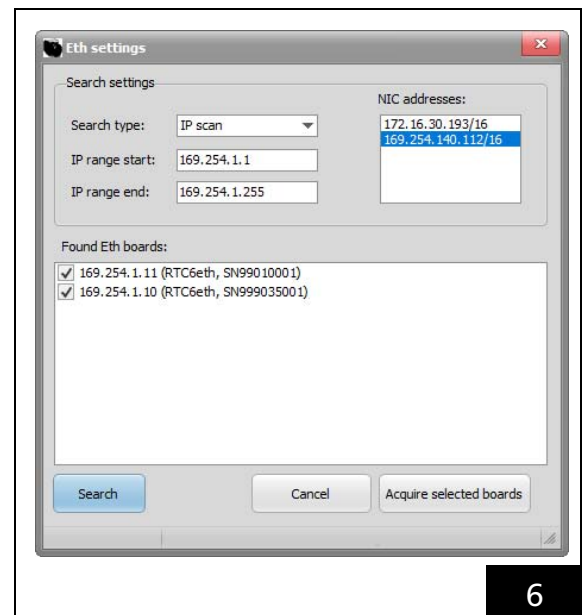 Eth settings
Search settings
NIC addresses:
Search type:
IP scan
172.16.30.193/16
169.254.140.112/16
IP range start:
169.254.1.1
IP range end:
169.254.1.255
Found Eth boards:
169.254.1.11 (RTC6eth, SN99010001)
169.254.1.10 (RTC6eth, SN999035001)
Search
Cancel
Acquire selected boards
6